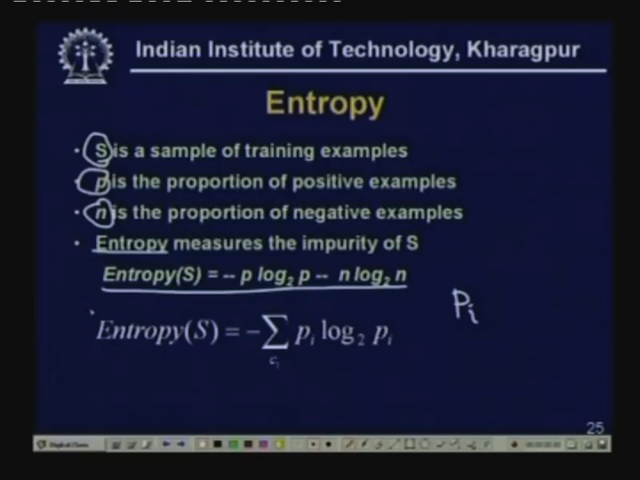 Indian Institute of Technology, Kharagpur
Entropy
• S is a sample of training examples
• p is the proportion of positive examples
• n is the proportion of negative examples
• Entropy measures the impurity of S
Entropy(S) = -- p log₂ p -- n log₂ n
Pᵢ
Entropy(S) = -∑ pᵢ log₂ pᵢ
cᵢ
25